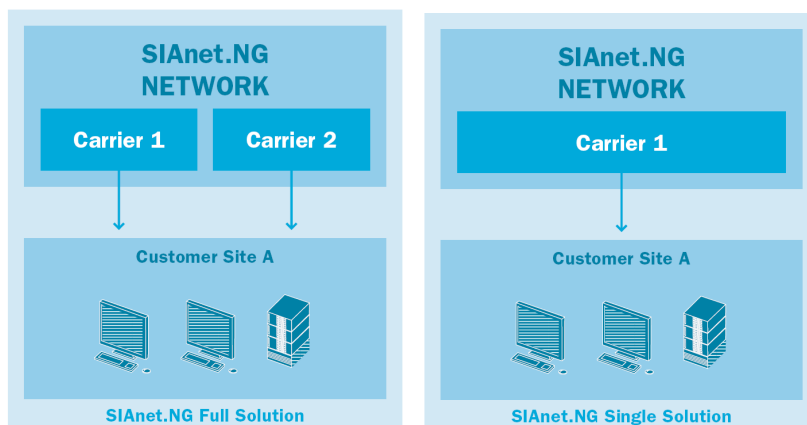 SIAnet.NG
NETWORK
Carrier 1
Carrier 2
Customer Site A
SIAnet.NG Full Solution
SIAnet.NG
NETWORK
Carrier 1
Customer Site A
SIAnet.NG Single Solution